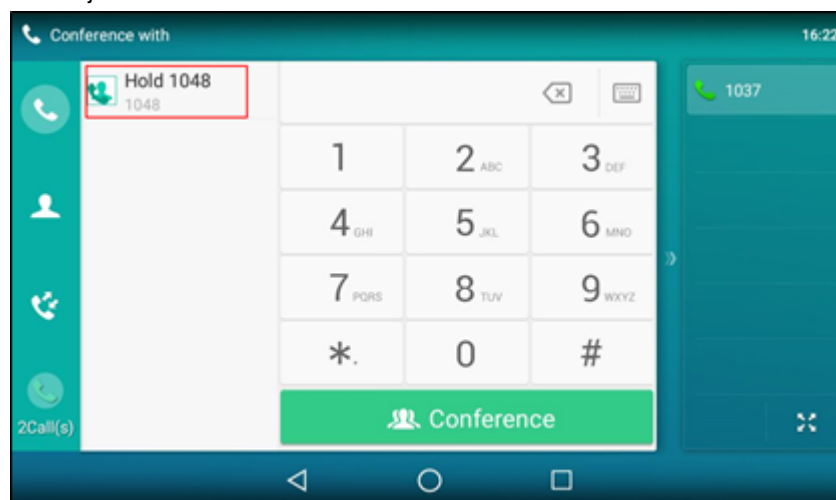 Conference with
16:22
Hold 1048
1048
1037
1
2 ABC
3 DEF
4 GHI
5 JKL
6 MNO
7 PQRS
8 TUV
9 WXYZ
*.
0
#
2Call(s)
Conference